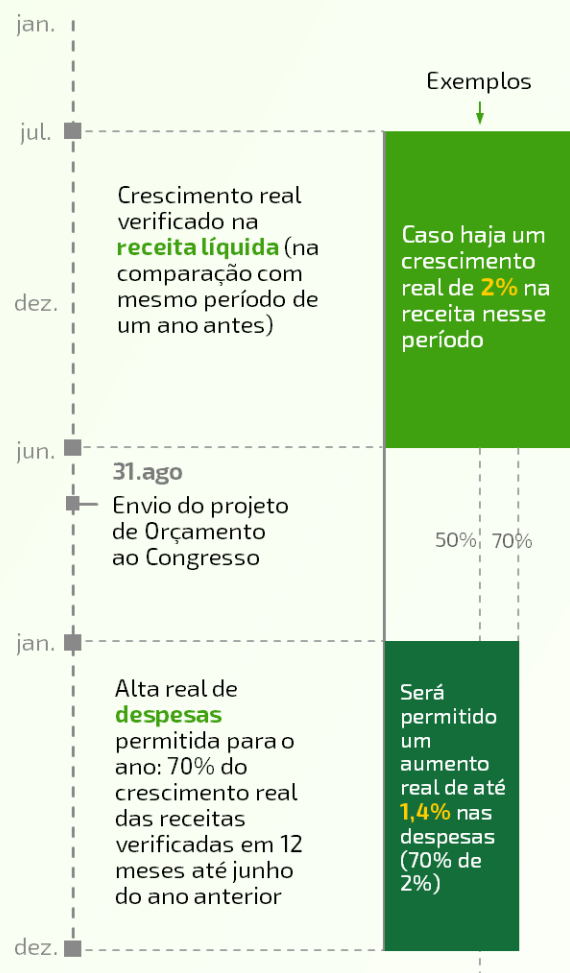 jan.
Exemplos
jul.
Crescimento real
verificado na
receita líquida (na
comparação com
mesmo período de
um ano antes)
Caso haja um
crescimento
real de 2% na
receita nesse
período
dez.
jun.
31.ago
Envio do projeto
de Orçamento
ao Congresso
50%
70%
jan.
Alta real de
despesas
permitida para o
ano: 70% do
crescimento real
das receitas
verificadas em 12
meses até junho
do ano anterior
Será
permitido
um
aumento
real de até
1,4% nas
despesas
(70% de
2%)
dez.